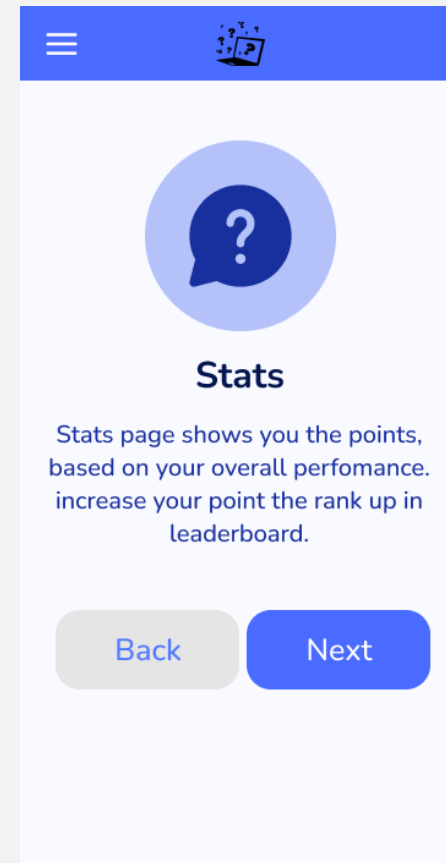 Stats
Stats page shows you the points,
based on your overall perfomance.
increase your point the rank up in
leaderboard.
Back
Next